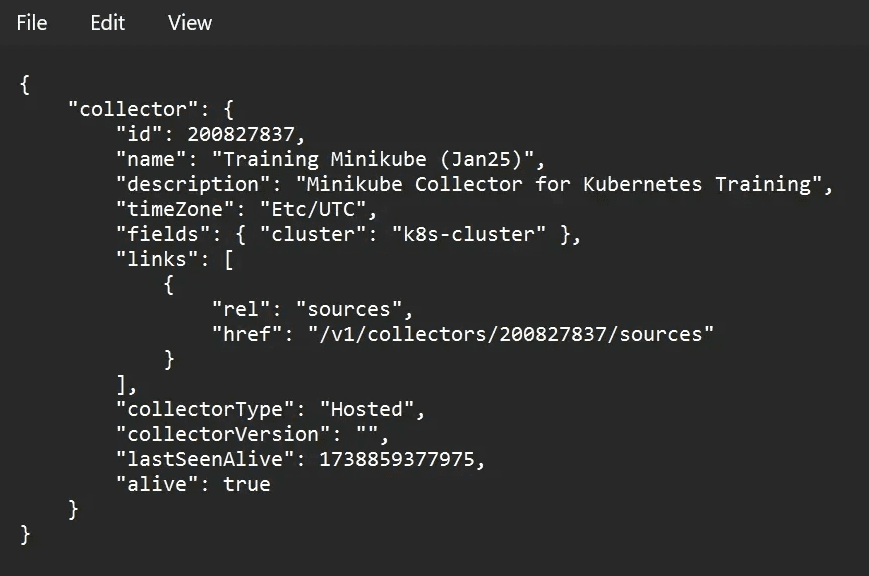 File Edit View
{
    "collector": {
        "id": 200827837,
        "name": "Training Minikube (Jan25)",
        "description": "Minikube Collector for Kubernetes Training",
        "timeZone": "Etc/UTC",
        "fields": { "cluster": "k8s-cluster" },
        "links": [
            {
                "rel": "sources",
                "href": "/v1/collectors/200827837/sources"
            }
        ],
        "collectorType": "Hosted",
        "collectorVersion": "",
        "lastSeenAlive": 1738859377975,
        "alive": true
    }
}